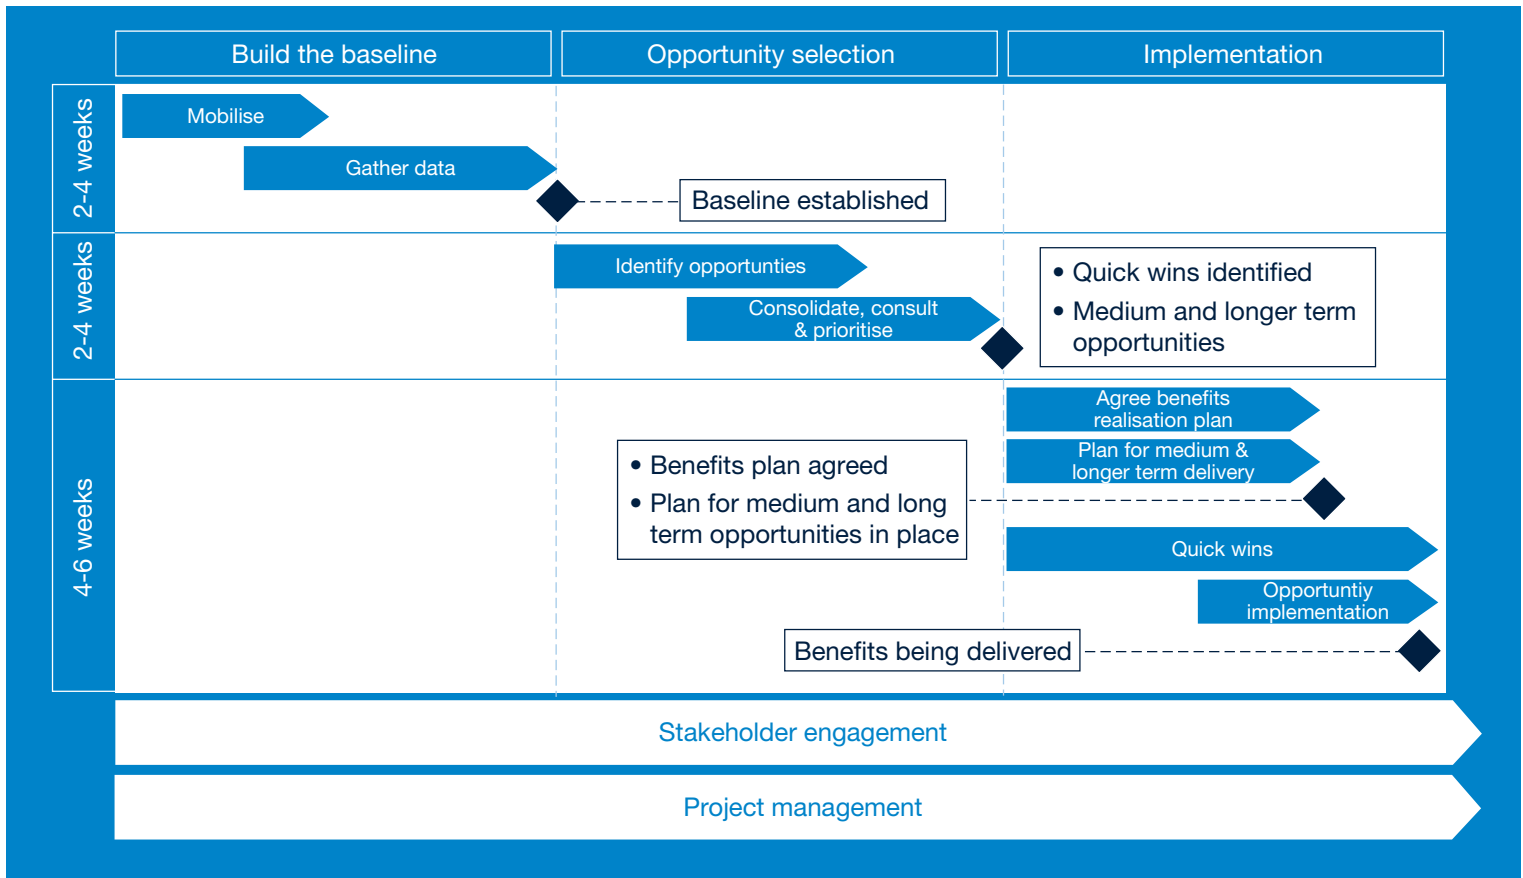 Build the baseline
Opportunity selection
Implementation
2-4 weeks
Mobilise
Gather data
Baseline established
2-4 weeks
Identify opportunties
Consolidate, consult
& prioritise
• Quick wins identified
• Medium and longer term
opportunities
4-6 weeks
Agree benefits
realisation plan
Plan for medium &
longer term delivery
• Benefits plan agreed
• Plan for medium and long
term opportunities in place
Quick wins
Opportuntiy
implementation
Benefits being delivered
Stakeholder engagement
Project management